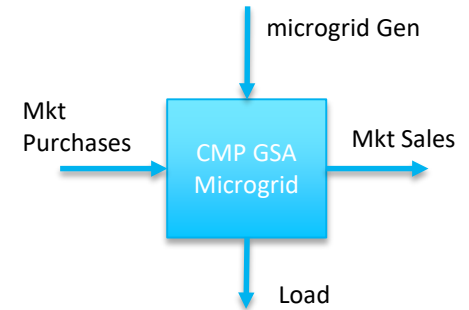 microgrid Gen
Mkt
Purchases
CMP GSA
Microgrid
Mkt Sales
Load